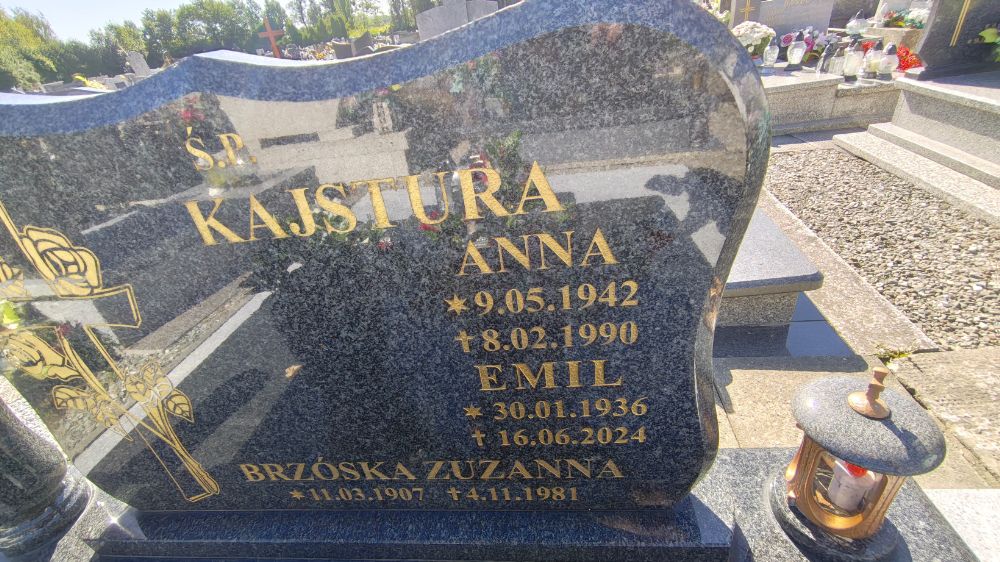 Ś.P.
KAJSTURA
ANNA
✶ 9.05.1942
✝ 8.02.1990
EMIL
✶ 30.01.1936
✝ 16.06.2024
BRZÓSKA ZUZANNA
✶ 11.03.1907 ✝ 4.11.1981